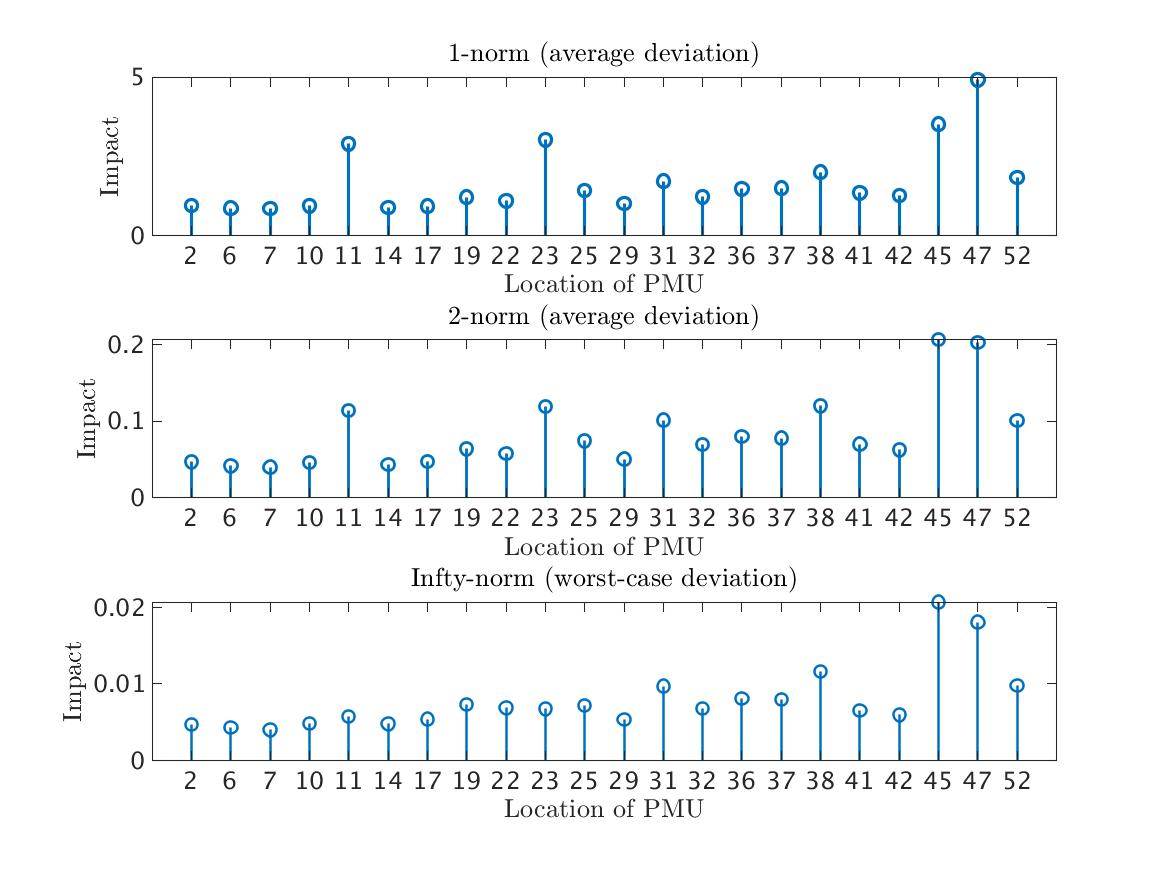 1-norm (average deviation)
5
Impact
0
2 6 7 10 11 14 17 19 22 23 25 29 31 32 36 37 38 41 42 45 47 52
Location of PMU
2-norm (average deviation)
0.2
0.1
Impact
0
2 6 7 10 11 14 17 19 22 23 25 29 31 32 36 37 38 41 42 45 47 52
Location of PMU
Infty-norm (worst-case deviation)
0.02
0.01
Impact
0
2 6 7 10 11 14 17 19 22 23 25 29 31 32 36 37 38 41 42 45 47 52
Location of PMU